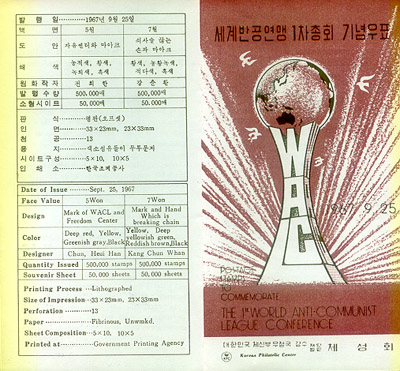 발 행 일··········1967년 9월 25일
액 면 5원 7원
도 안 자유센터와 마아크 쇠사슬 끊는 손과 마아크
배 색 농적색, 황색, 녹회색, 흑색 황색, 농황녹색, 적다색, 흑색
원 화 작 자 전 희 한 강 춘 환
발 행 수 량 500,000매 500,000매
소형시이트 50,000매 50,000매
판 식··········평판(오프셋)
인 면··········33×23mm, 23×33mm
천 공··········13
용 지··········색소섬유들이 무투문지
시이트구성··········5×10, 10×5
인 쇄 소··········한국조폐공사
Date of Issue ·······Sept. 25, 1967
Face Value 5Won 7Won
Design Mark of WACL and Freedom Center Mark and Hand Which is breaking chain
Color Deep red, Yellow, Greenish gray, Black Yellow, Deep yellowish green, Reddish brown, Black
Designer Chun, Heui Han Kang Chun Whan
Quantity Issued 500,000 stamps 500,000 stamps
Souvenir Sheet 50,000 sheets 50,000 sheets
Printing Process ···Lithographed
Size of Impression···33×23mm, 23×33mm
Perforation ··········13
Paper ··········Fibrinous, Unwmkd.
Sheet Composition···5×10, 10×5
Printed at··········Government Printing Agency
세계반공연맹 1차총회 기념우표
WACL
1967.9.25
POSTAGE
STAMPS
TO
COMMEMORATE
THE 1ST WORLD ANTI-COMMUNIST
LEAGUE CONFERENCE
대한민국 체신부우정국 감수
체 성 회
Korean Philatelic Center